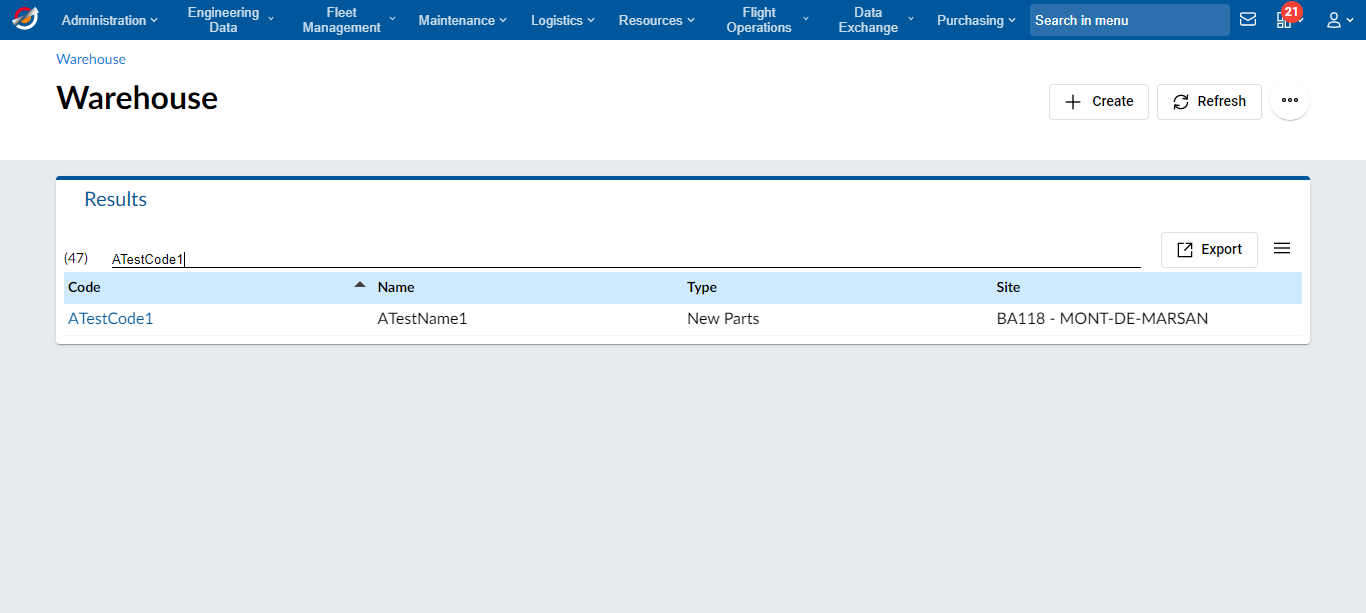 Administration
Engineering
Data
Fleet
Management
Maintenance
Logistics
Resources
Flight
Operations
Data
Exchange
Purchasing
Search in menu
21
Warehouse
Warehouse
Create
Refresh
Results
(47)
ATestCode1
Export
Code Name Type Site
ATestCode1 ATestName1 New Parts BA118 - MONT-DE-MARSAN